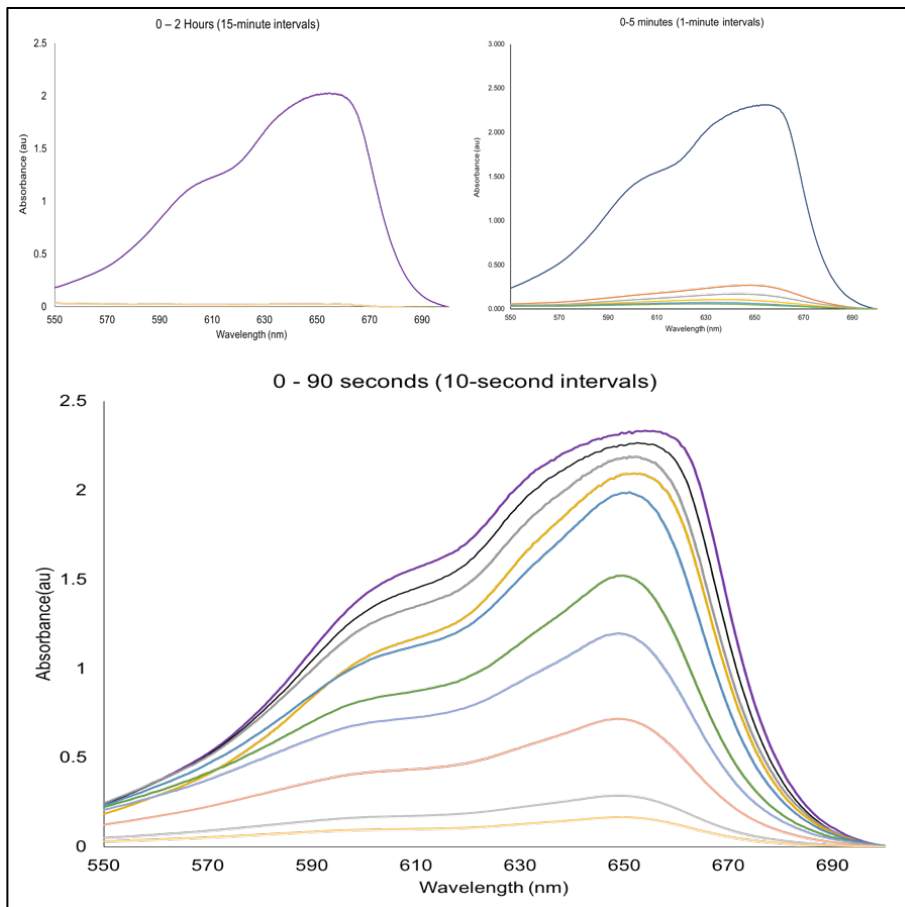 0 – 2 Hours (15-minute intervals)
2.5
2
1.5
1
0.5
0
Absorbance (au)
550 570 590 610 630 650 670 690
Wavelength (nm)
0-5 minutes (1-minute intervals)
3.000
2.500
2.000
1.500
1.000
0.500
0.000
Absorbance (au)
550 570 590 610 630 650 670 690
Wavelength (nm)
0 - 90 seconds (10-second intervals)
2.5
2
1.5
1
0.5
0
Absorbance(au)
550 570 590 610 630 650 670 690
Wavelength (nm)